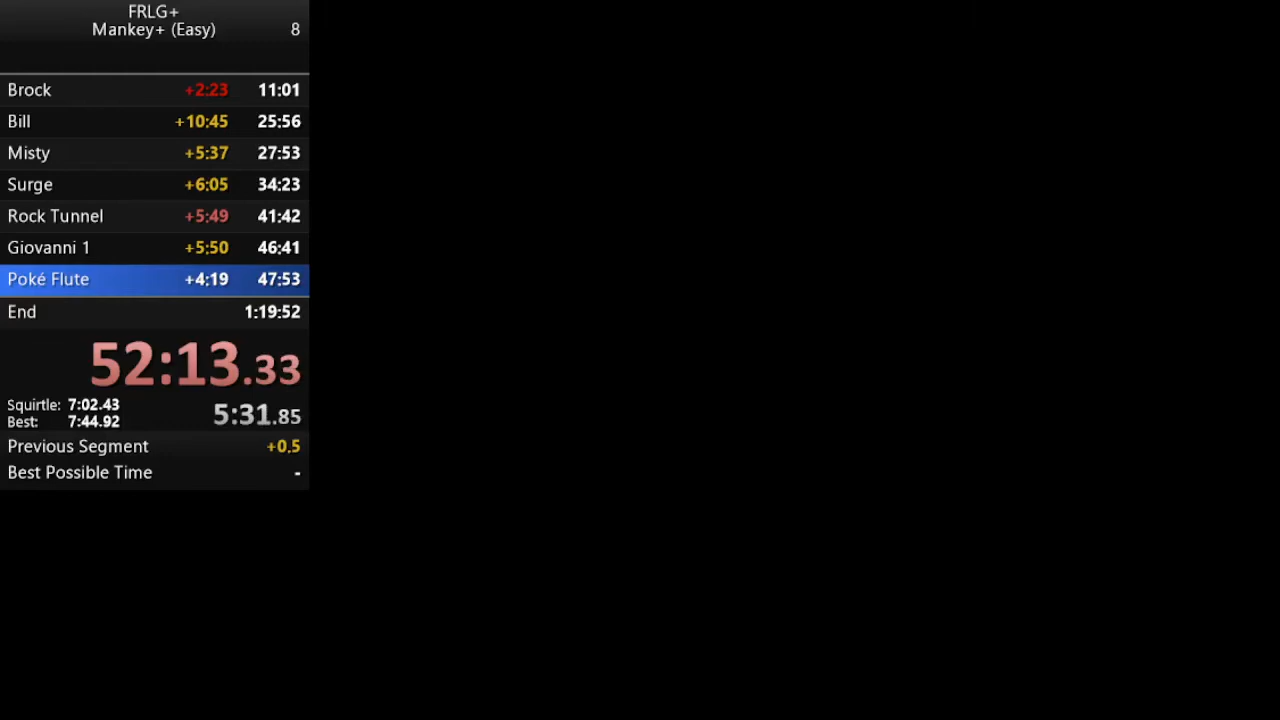 FRLG+
Mankey+ (Easy) 8
Brock +2:23 11:01
Bill +10:45 25:56
Misty +5:37 27:53
Surge +6:05 34:23
Rock Tunnel +5:49 41:42
Giovanni 1 +5:50 46:41
Poké Flute +4:19 47:53
End 1:19:52
52:13.33
Squirtle: 7:02.43 5:31.85
Best: 7:44.92
Previous Segment +0.5
Best Possible Time -